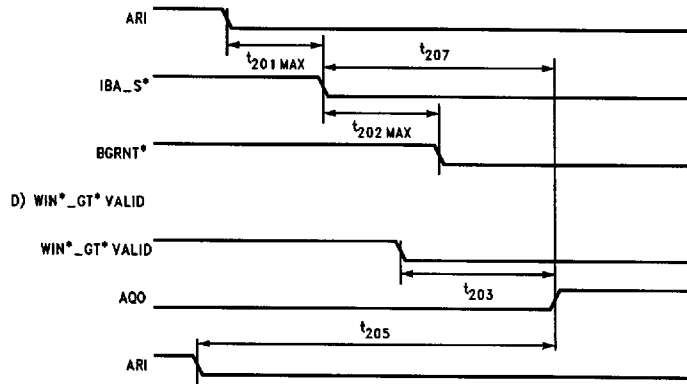 ARI
t201 MAX
t207
IBA_S*
t202 MAX
BGRNT*
D) WIN*_GT* VALID
WIN*_GT* VALID
t203
AQO
t205
ARI